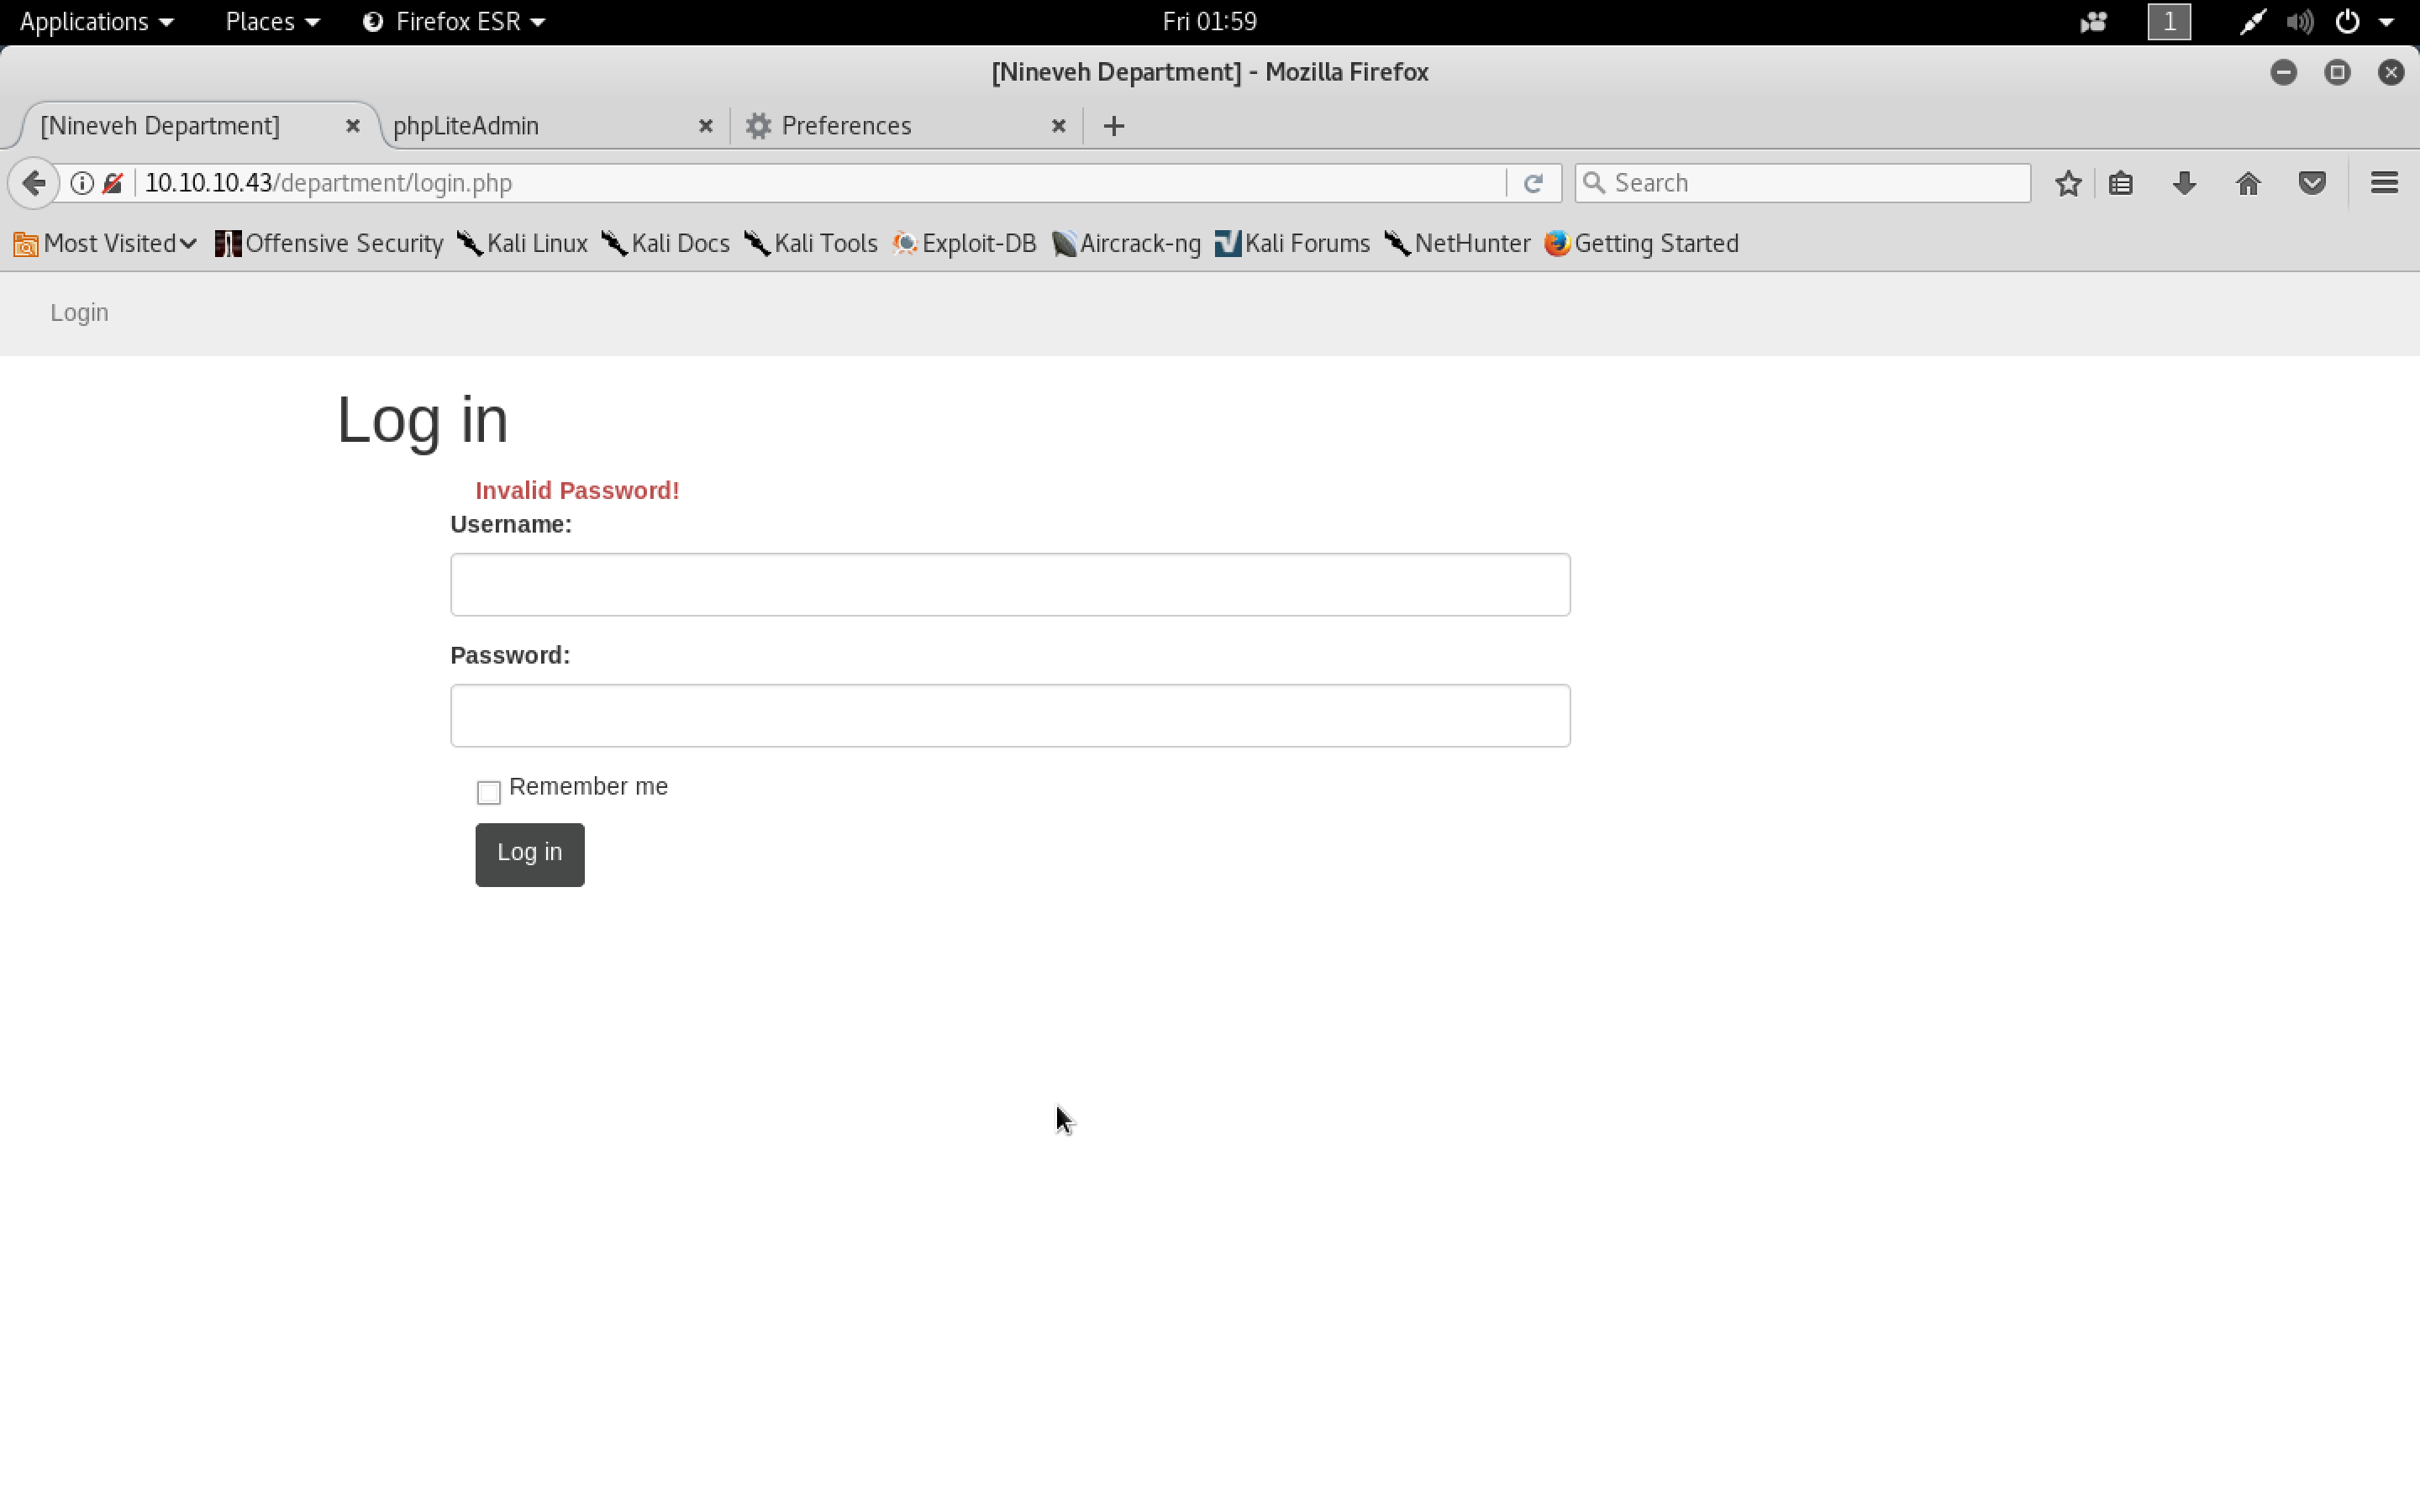 Applications Places Firefox ESR Fri 01:59 1
[Nineveh Department] - Mozilla Firefox
[Nineveh Department] phpLiteAdmin Preferences
10.10.10.43/department/login.php Search
Most Visited Offensive Security Kali Linux Kali Docs Kali Tools Exploit-DB Aircrack-ng Kali Forums NetHunter Getting Started
Login
Log in
Invalid Password!
Username:
Password:
Remember me
Log in